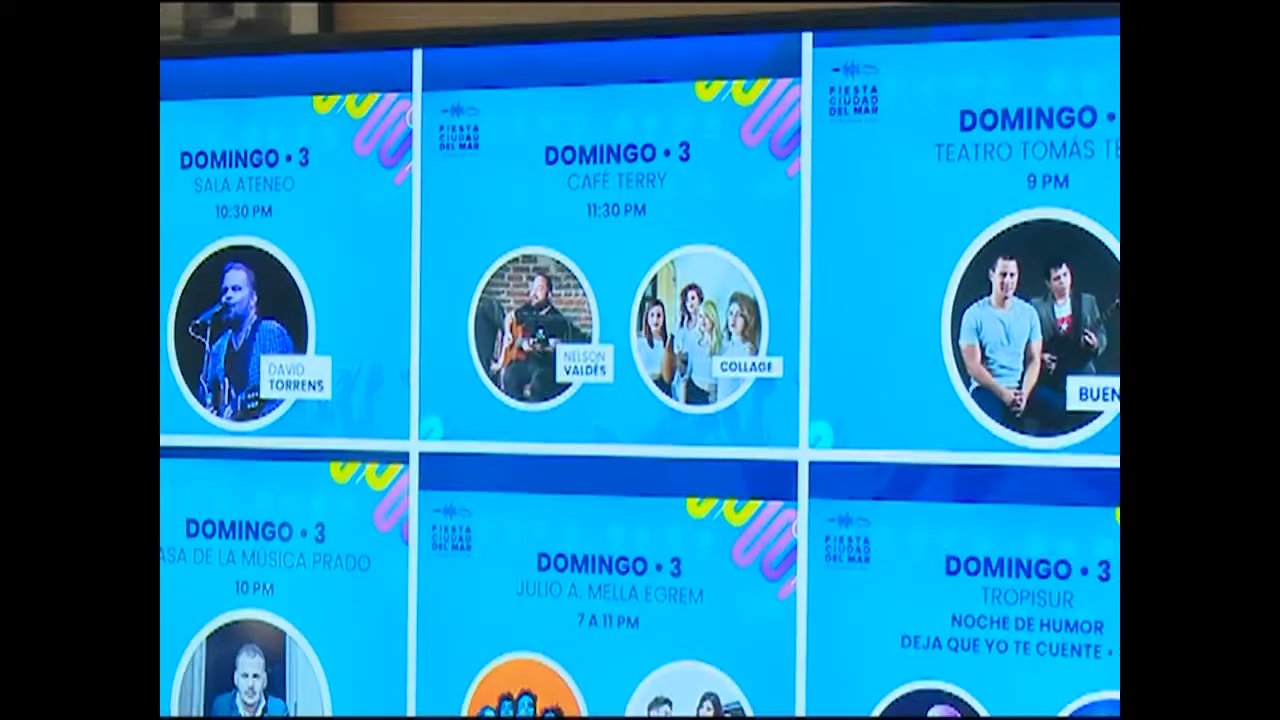 DOMINGO • 3
SALA ATENEO
10:30 PM
DAVID
TORRENS
FIESTA
CIUDAD
DEL MAR
DOMINGO • 3
CAFÉ TERRY
11:30 PM
NELSON
VALDÉS
COLLAGE
FIESTA
CIUDAD
DEL MAR
DOMINGO •
TEATRO TOMÁS TE
9 PM
BUEN
DOMINGO • 3
ASA DE LA MÚSICA PRADO
10 PM
FIESTA
CIUDAD
DEL MAR
DOMINGO • 3
JULIO A. MELLA EGREM
7 A 11 PM
FIESTA
CIUDAD
DEL MAR
DOMINGO • 3
TROPISUR
NOCHE DE HUMOR
DEJA QUE YO TE CUENTE •